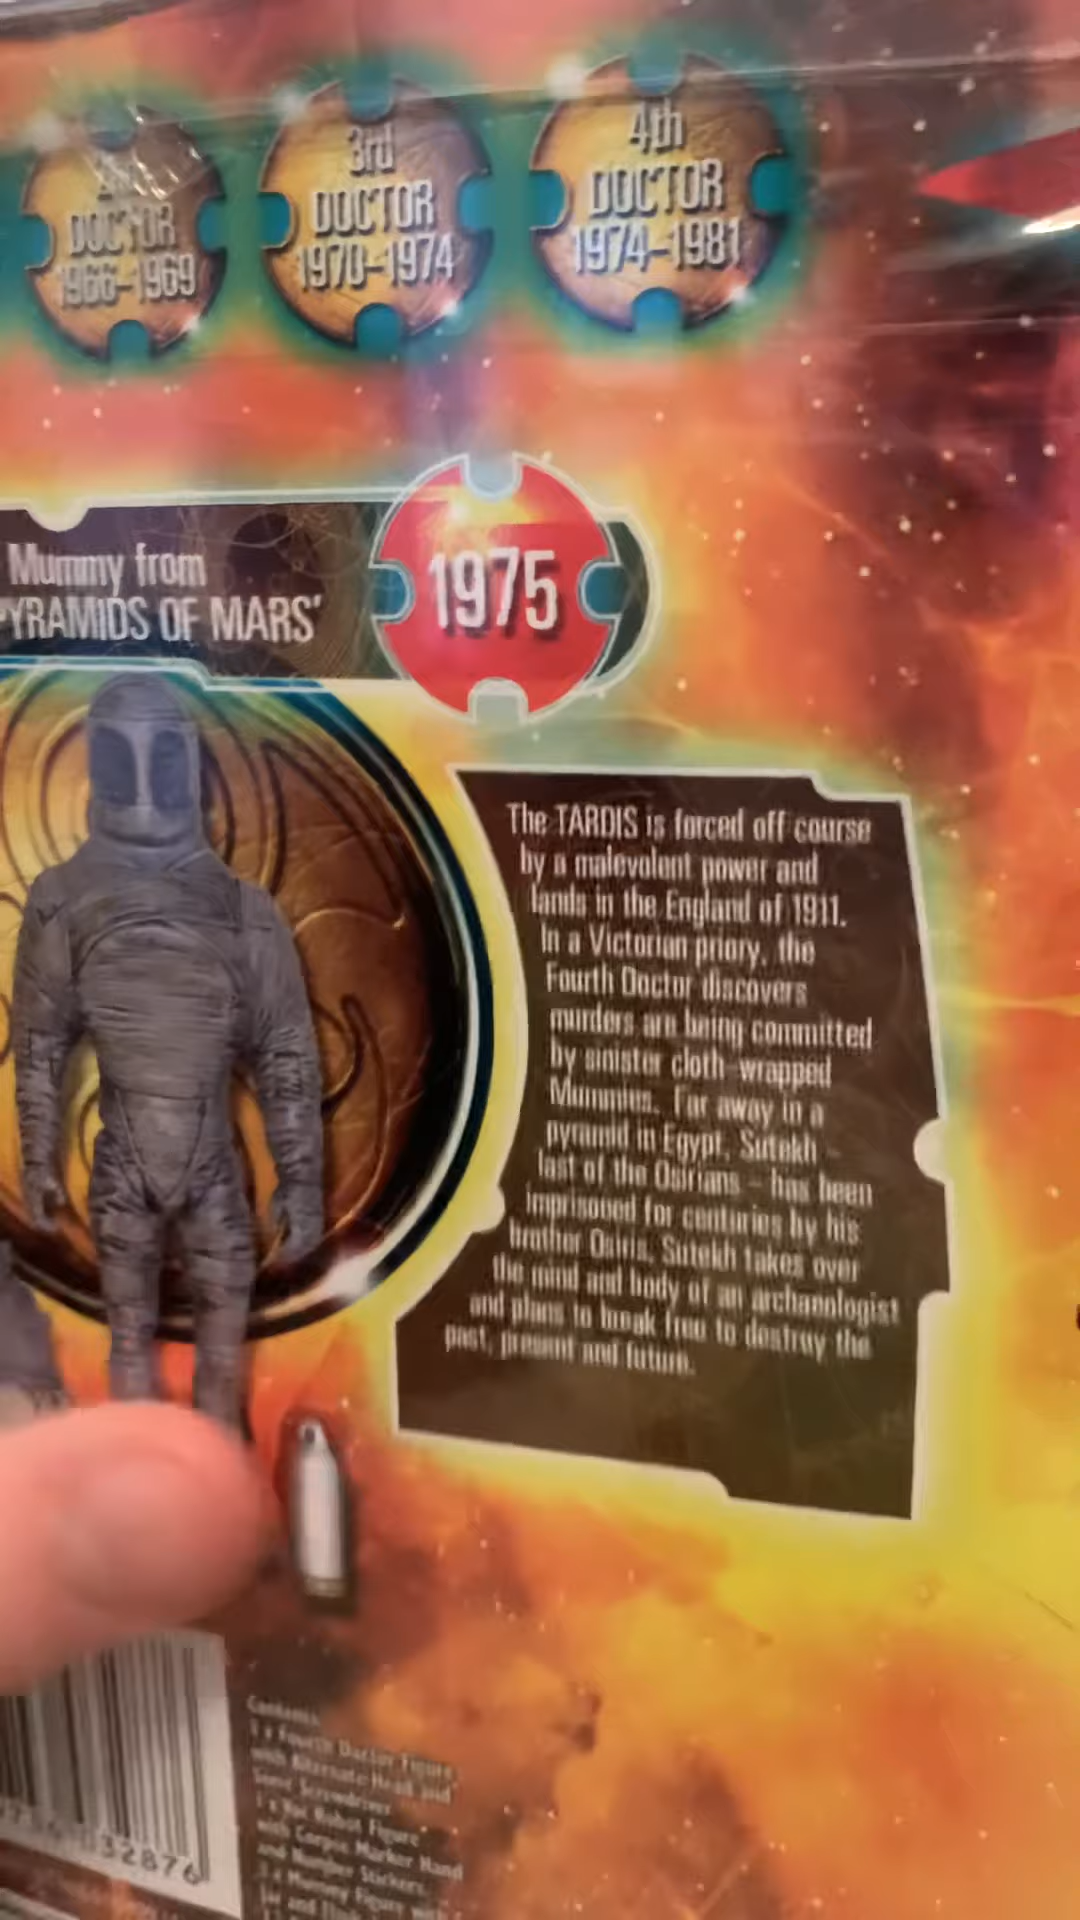 DOCTOR
1966-1969
3rd
DOCTOR
1970-1974
4th
DOCTOR
1974-1981
Mummy from
PYRAMIDS OF MARS'
1975
The TARDIS is forced off course
by a malevolent power and
lands in the England of 1911.
In a Victorian priory, the
Fourth Doctor discovers
murders are being committed
by sinister cloth-wrapped
Mummies. Far away in a
pyramid in Egypt, Sutekh -
last of the Osirians - has been
imprisoned for centuries by his
brother Osiris. Sutekh takes over
the mind and body of an archaeologist
and plans to break free to destroy the
past, present and future.
Contents
1 x Fourth Doctor Figure
with Alternate Head and
Sonic Screwdriver
Robot Figure
with Corpse Marker Hand
and Number Stickers
1 x Mummy Figure with
Jar and
32876